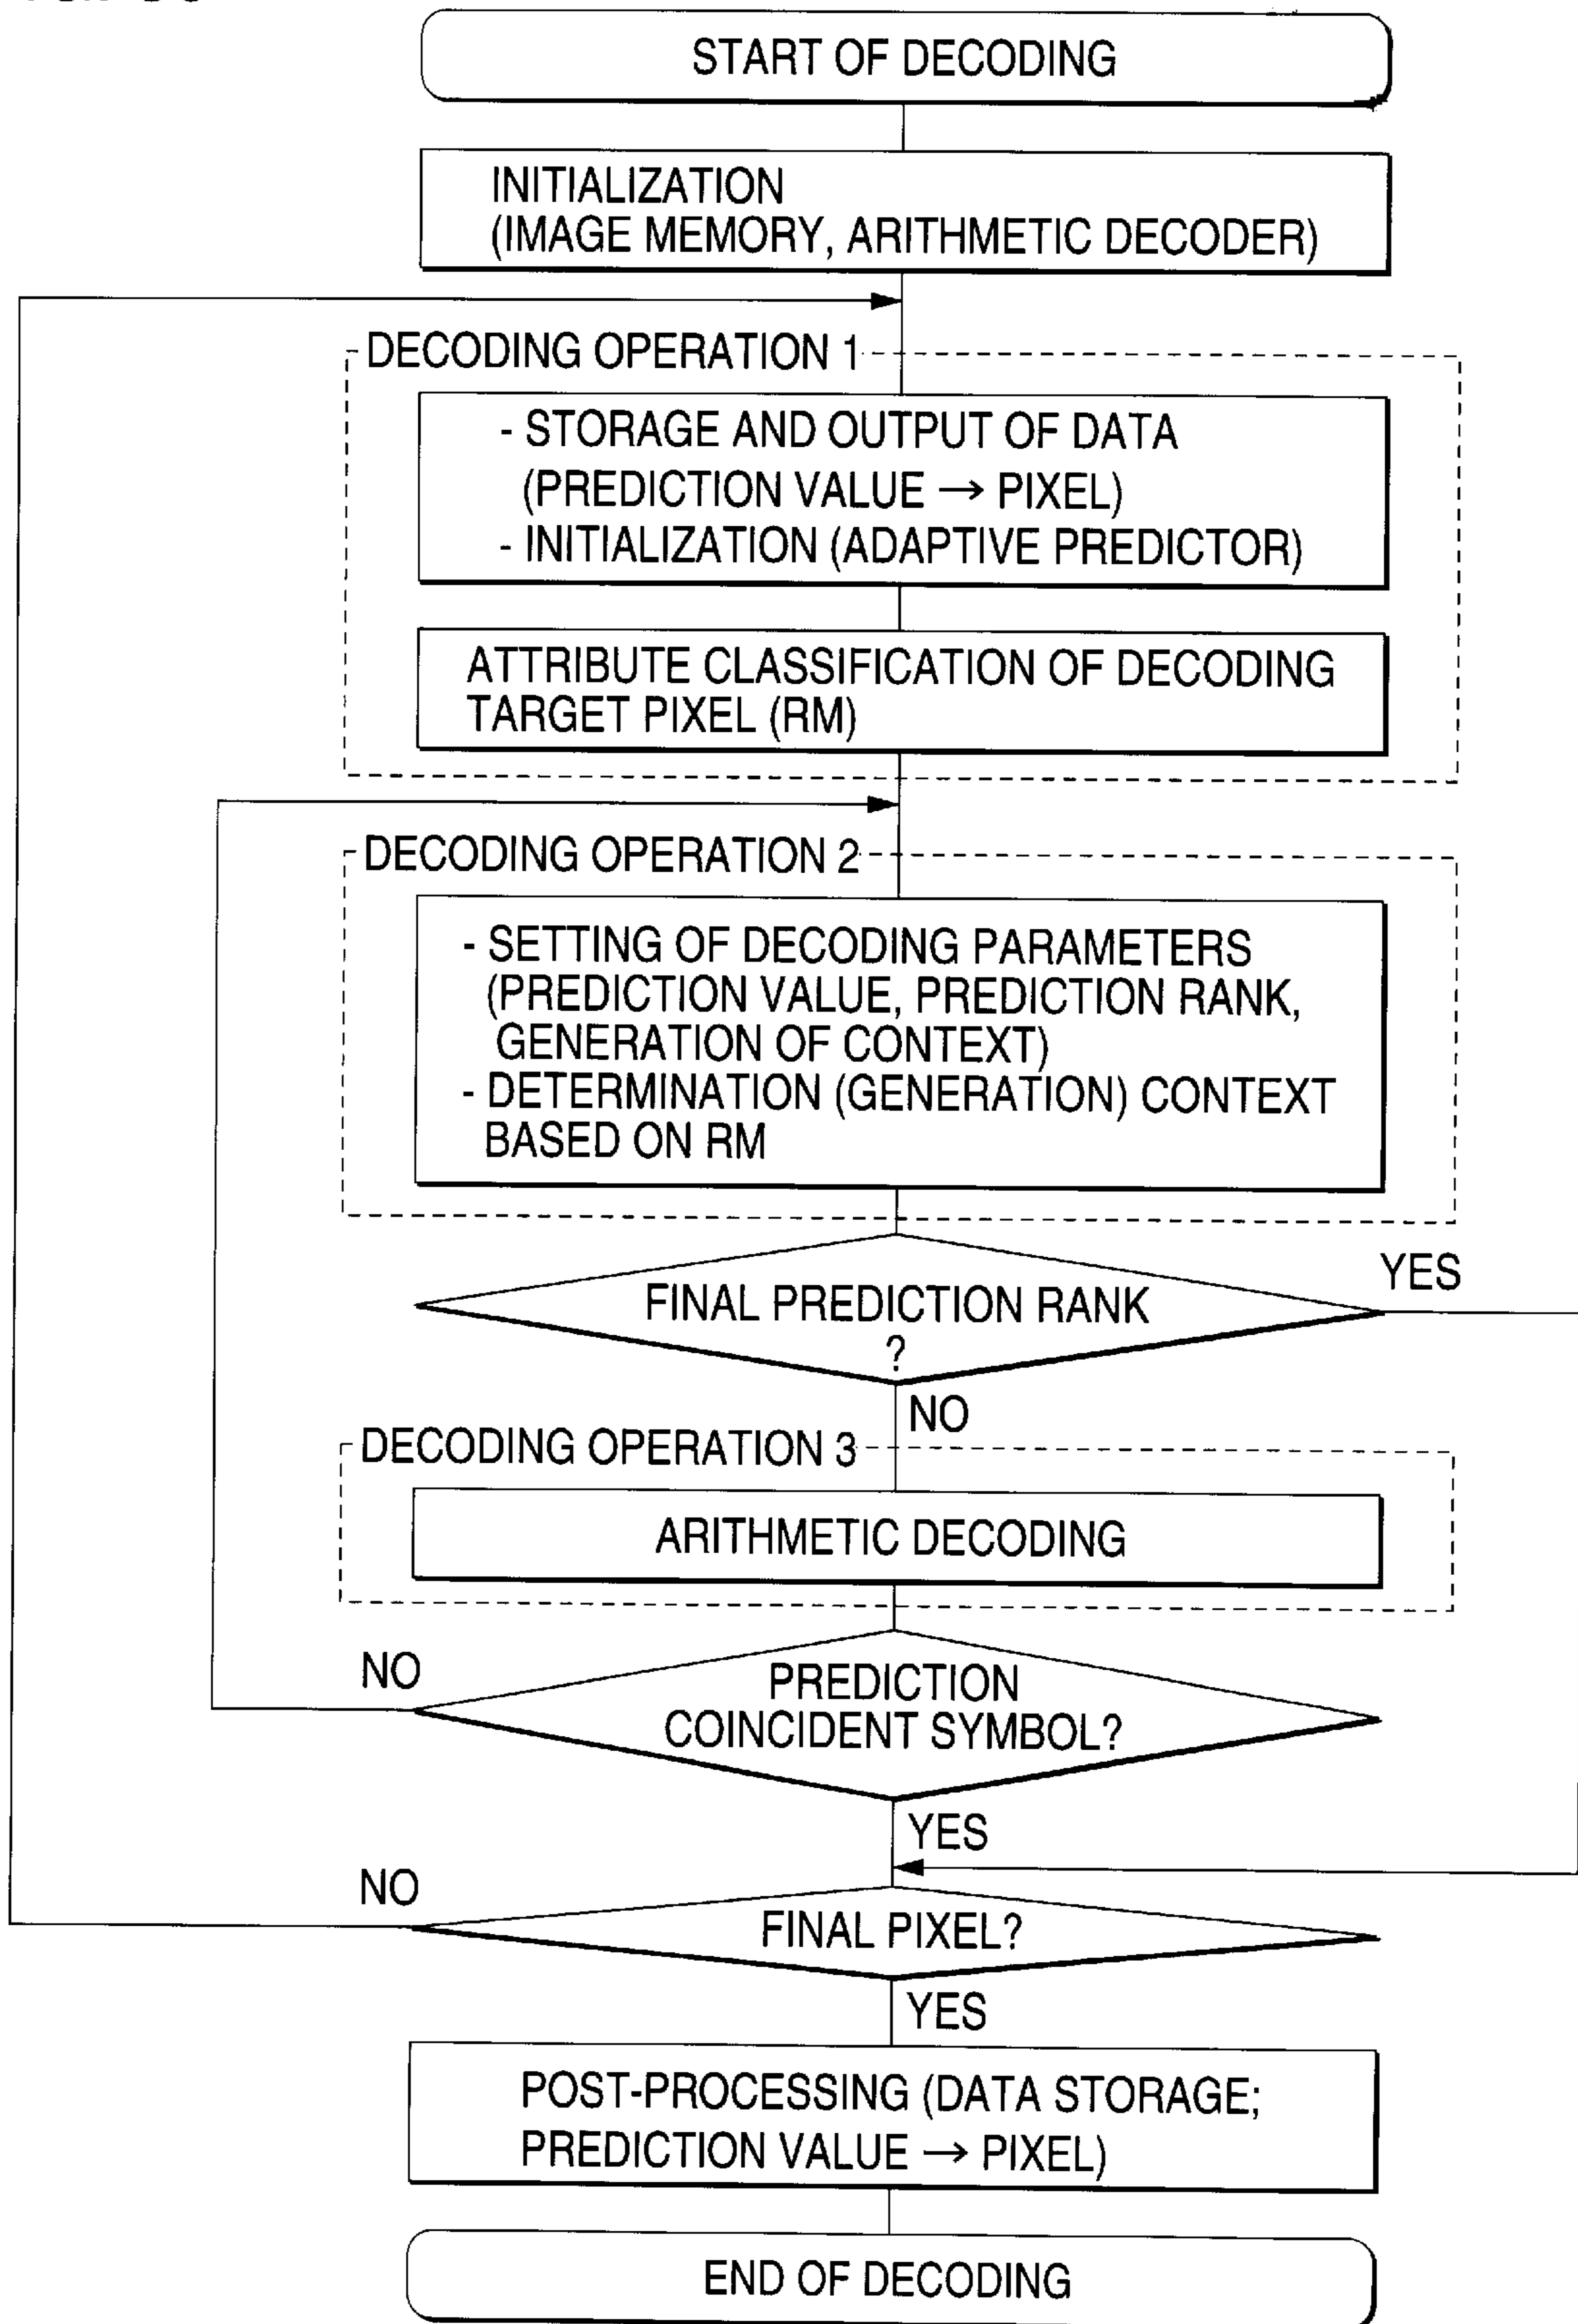 START OF DECODING
INITIALIZATION
(IMAGE MEMORY, ARITHMETIC DECODER)
DECODING OPERATION 1
- STORAGE AND OUTPUT OF DATA
(PREDICTION VALUE → PIXEL)
- INITIALIZATION (ADAPTIVE PREDICTOR)
ATTRIBUTE CLASSIFICATION OF DECODING
TARGET PIXEL (RM)
DECODING OPERATION 2
- SETTING OF DECODING PARAMETERS
(PREDICTION VALUE, PREDICTION RANK,
GENERATION OF CONTEXT)
- DETERMINATION (GENERATION) CONTEXT
BASED ON RM
YES
FINAL PREDICTION RANK
?
NO
DECODING OPERATION 3
ARITHMETIC DECODING
NO
PREDICTION
COINCIDENT SYMBOL?
YES
NO
FINAL PIXEL?
YES
POST-PROCESSING (DATA STORAGE;
PREDICTION VALUE → PIXEL)
END OF DECODING